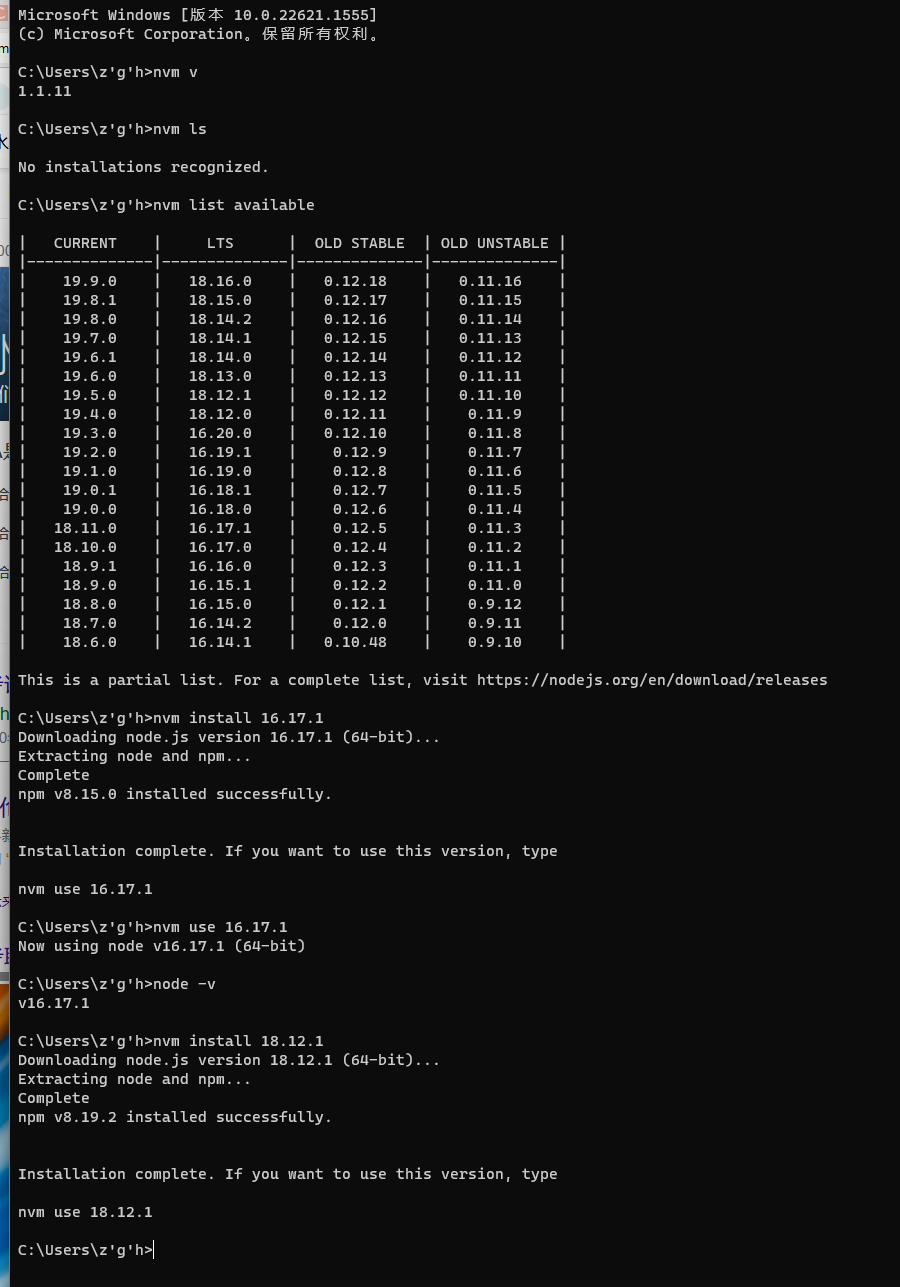 Microsoft Windows [版本 10.0.22621.1555]
(c) Microsoft Corporation。保留所有权利。
C:\Users\z'g'h>nvm v
1.1.11
C:\Users\z'g'h>nvm ls
No installations recognized.
C:\Users\z'g'h>nvm list available
|   CURRENT    |     LTS      |  OLD STABLE  | OLD UNSTABLE |
|--------------|--------------|--------------|--------------|
|    19.9.0    |   18.16.0    |   0.12.18    |   0.11.16    |
|    19.8.1    |   18.15.0    |   0.12.17    |   0.11.15    |
|    19.8.0    |   18.14.2    |   0.12.16    |   0.11.14    |
|    19.7.0    |   18.14.1    |   0.12.15    |   0.11.13    |
|    19.6.1    |   18.14.0    |   0.12.14    |   0.11.12    |
|    19.6.0    |   18.13.0    |   0.12.13    |   0.11.11    |
|    19.5.0    |   18.12.1    |   0.12.12    |   0.11.10    |
|    19.4.0    |   18.12.0    |   0.12.11    |    0.11.9    |
|    19.3.0    |   16.20.0    |   0.12.10    |    0.11.8    |
|    19.2.0    |   16.19.1    |    0.12.9    |    0.11.7    |
|    19.1.0    |   16.19.0    |    0.12.8    |    0.11.6    |
|    19.0.1    |   16.18.1    |    0.12.7    |    0.11.5    |
|    19.0.0    |   16.18.0    |    0.12.6    |    0.11.4    |
|   18.11.0    |   16.17.1    |    0.12.5    |    0.11.3    |
|   18.10.0    |   16.17.0    |    0.12.4    |    0.11.2    |
|    18.9.1    |   16.16.0    |    0.12.3    |    0.11.1    |
|    18.9.0    |   16.15.1    |    0.12.2    |    0.11.0    |
|    18.8.0    |   16.15.0    |    0.12.1    |    0.9.12    |
|    18.7.0    |   16.14.2    |    0.12.0    |    0.9.11    |
|    18.6.0    |   16.14.1    |   0.10.48    |    0.9.10    |
This is a partial list. For a complete list, visit https://nodejs.org/en/download/releases
C:\Users\z'g'h>nvm install 16.17.1
Downloading node.js version 16.17.1 (64-bit)...
Extracting node and npm...
Complete
npm v8.15.0 installed successfully.
Installation complete. If you want to use this version, type
nvm use 16.17.1
C:\Users\z'g'h>nvm use 16.17.1
Now using node v16.17.1 (64-bit)
C:\Users\z'g'h>node -v
v16.17.1
C:\Users\z'g'h>nvm install 18.12.1
Downloading node.js version 18.12.1 (64-bit)...
Extracting node and npm...
Complete
npm v8.19.2 installed successfully.
Installation complete. If you want to use this version, type
nvm use 18.12.1
C:\Users\z'g'h>